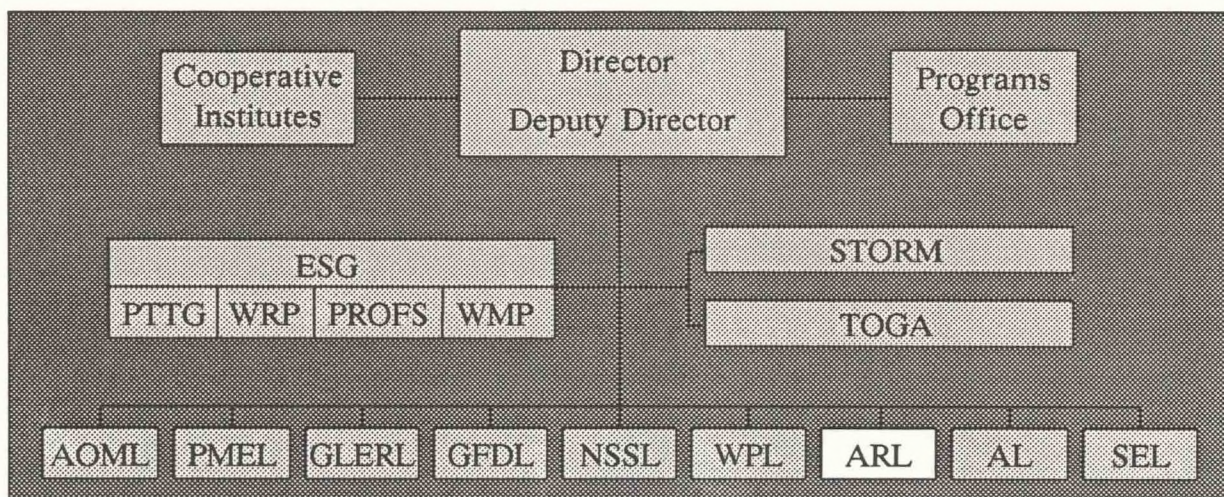 Cooperative
Institutes
Director
Deputy Director
Programs
Office
ESG
PTTG WRP PROFS WMP
STORM
TOGA
AOML PMEL GLERL GFDL NSSL WPL ARL AL SEL